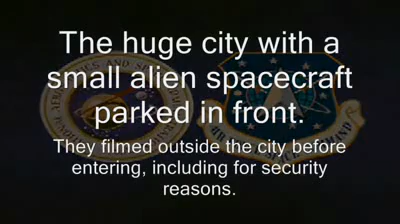 The huge city with a
small alien spacecraft
parked in front.
They filmed outside the city before
entering, including for security
reasons.